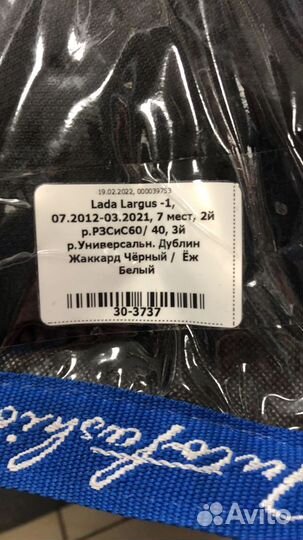 19.02.2022, 000039753
Lada Largus -1,
07.2012-03.2021, 7 мест, 2й
р.РЗСиС60/ 40, 3й
р.Универсальн. Дублин
Жаккард Чёрный / Ёж
Белый
30-3737
Autofashio
Avito